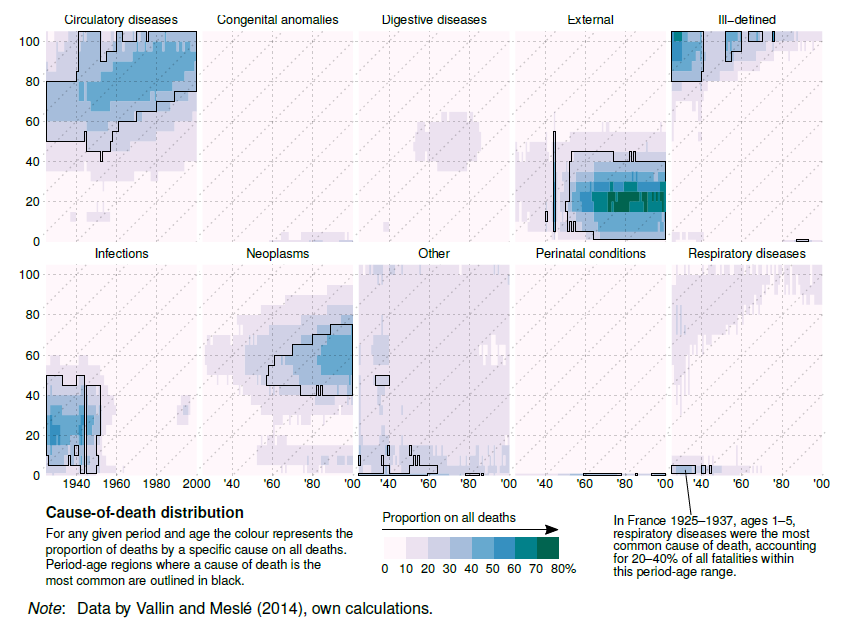 Circulatory diseases Congenital anomalies Digestive diseases External Ill−defined
100
80
60
40
20
0
Infections Neoplasms Other Perinatal conditions Respiratory diseases
100
80
60
40
20
0
1940 1960 1980 2000 '40 '60 '80 '00 '40 '60 '80 '00 '40 '60 '80 '00 '40 '60 '80 '00
Cause-of-death distribution
For any given period and age the colour represents the
proportion of deaths by a specific cause on all deaths.
Period-age regions where a cause of death is the
most common are outlined in black.
Proportion on all deaths
0 10 20 30 40 50 60 70 80%
In France 1925–1937, ages 1–5,
respiratory diseases were the most
common cause of death, accounting
for 20–40% of all fatalities within
this period-age range.
Note: Data by Vallin and Meslé (2014), own calculations.